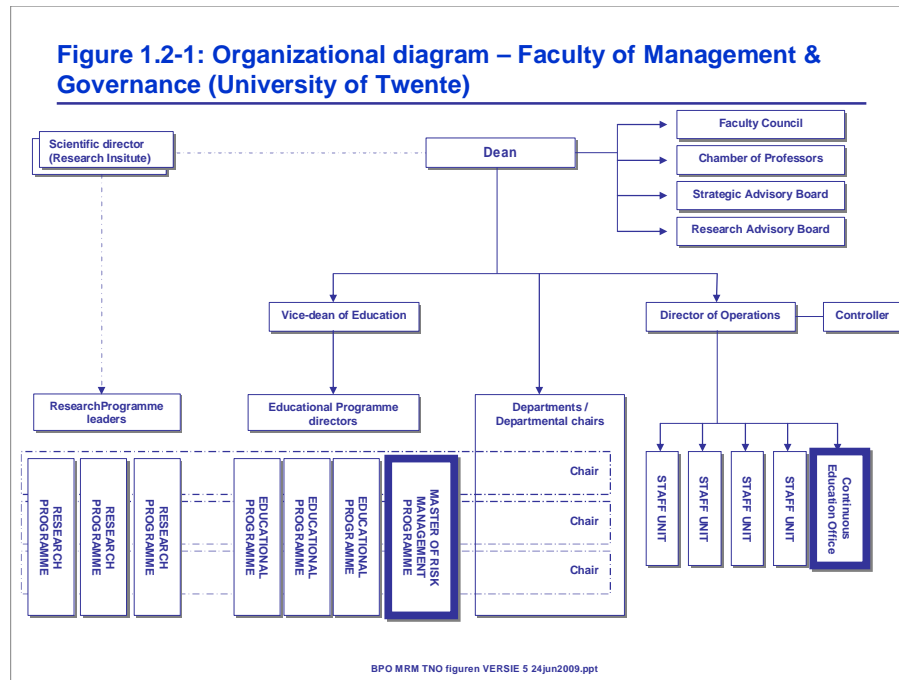 Figure 1.2-1: Organizational diagram – Faculty of Management &
Governance (University of Twente)
Scientific director
(Research Insitute)
Dean
Faculty Council
Chamber of Professors
Strategic Advisory Board
Research Advisory Board
Vice-dean of Education
Director of Operations
Controller
ResearchProgramme
leaders
Educational Programme
directors
Departments /
Departmental chairs
Chair
Chair
Chair
RESEARCH
PROGRAMME
RESEARCH
PROGRAMME
RESEARCH
PROGRAMME
EDUCATIONAL
PROGRAMME
EDUCATIONAL
PROGRAMME
EDUCATIONAL
PROGRAMME
MASTER OF RISK
MANAGEMENT
PROGRAMME
STAFF UNIT
STAFF UNIT
STAFF UNIT
STAFF UNIT
Continuous
Education Office
BPO MRM TNO figuren VERSIE 5 24jun2009.ppt